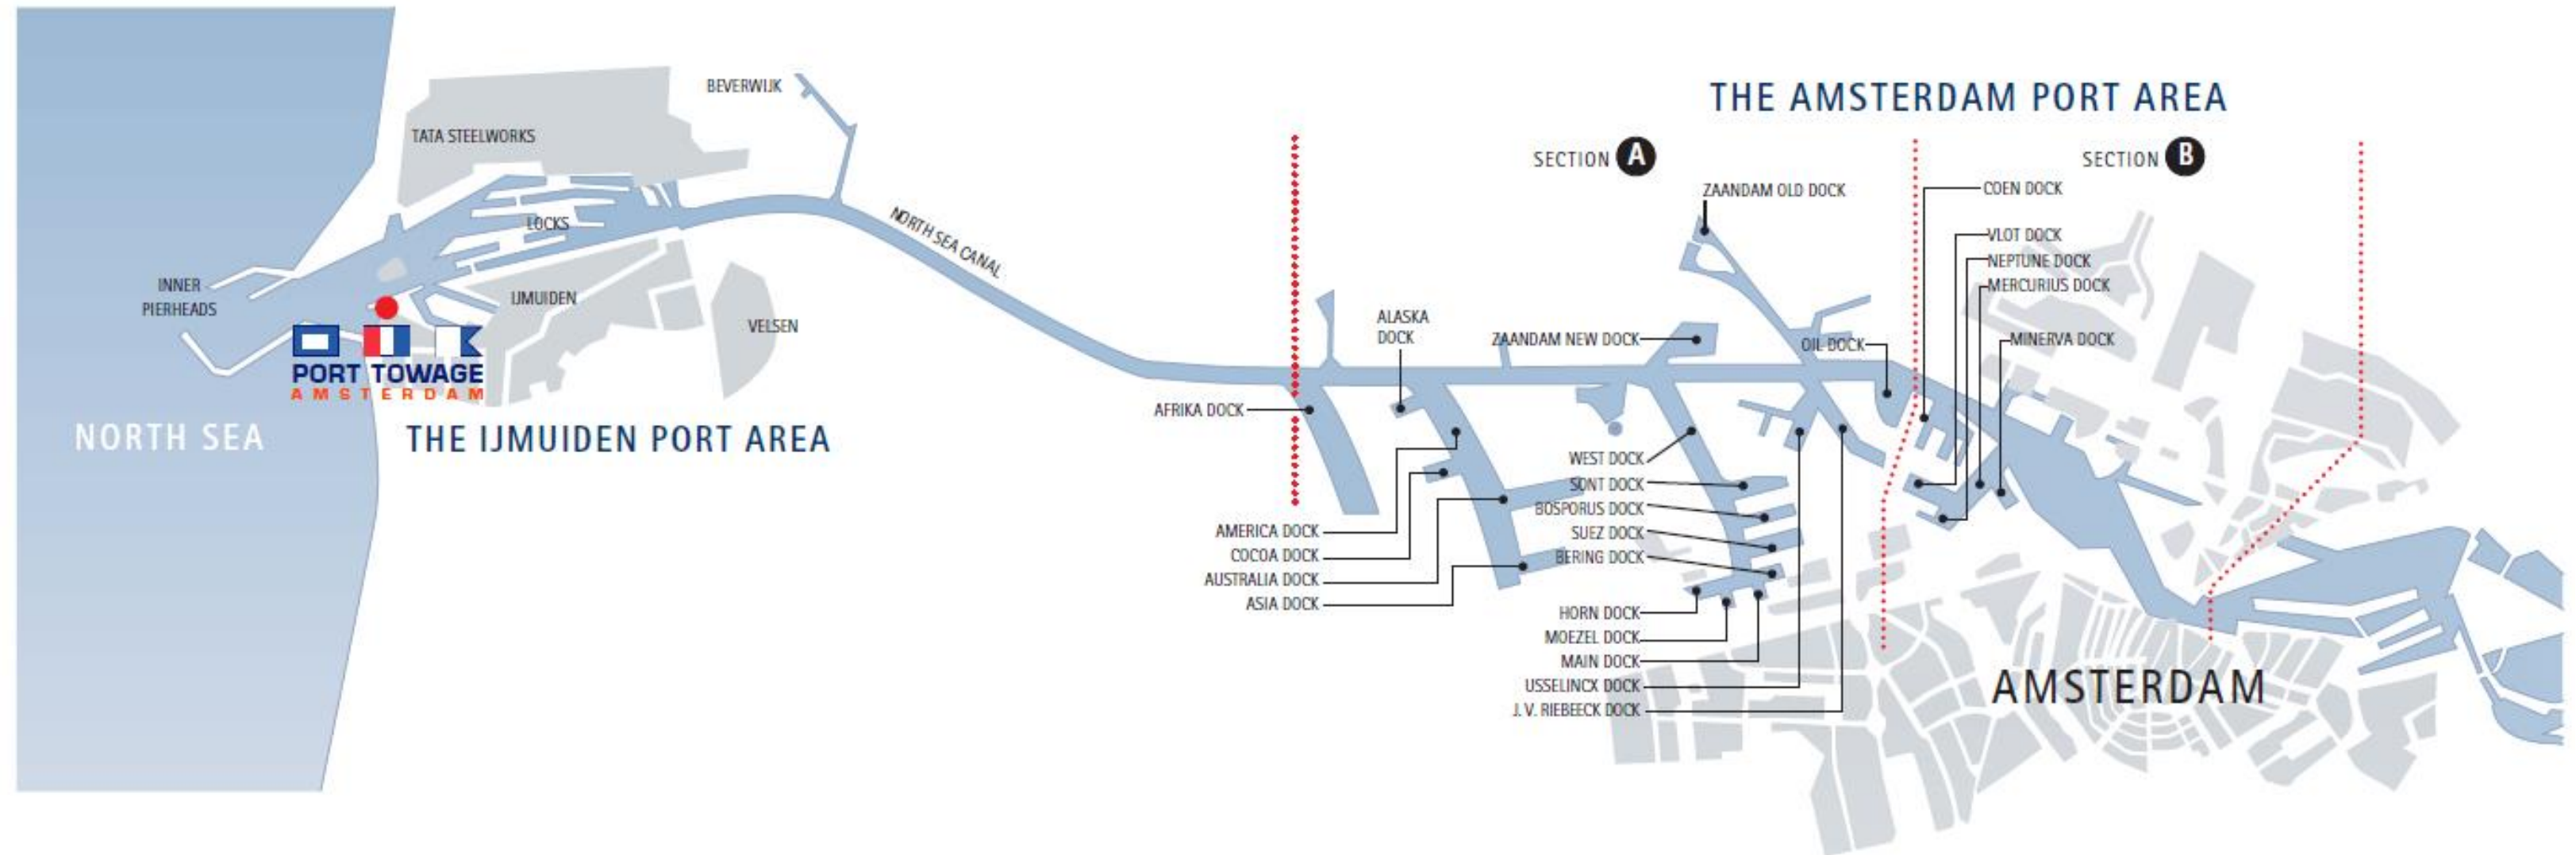 BEVERWIJK
TATA STEELWORKS
LOCKS
NORTH SEA CANAL
INNER
PIERHEADS
IJMUIDEN
VELSEN
PORT TOWAGE
AMSTERDAM
NORTH SEA
THE IJMUIDEN PORT AREA
THE AMSTERDAM PORT AREA
SECTION A
SECTION B
ZAANDAM OLD DOCK
COEN DOCK
VLOT DOCK
NEPTUNE DOCK
MERCURIUS DOCK
MINERVA DOCK
ALASKA
DOCK
ZAANDAM NEW DOCK
OIL DOCK
AFRIKA DOCK
AMERICA DOCK
COCOA DOCK
AUSTRALIA DOCK
ASIA DOCK
WEST DOCK
SONT DOCK
BOSPORUS DOCK
SUEZ DOCK
BERING DOCK
HORN DOCK
MOEZEL DOCK
MAIN DOCK
USSELINCX DOCK
J. V. RIEBEECK DOCK
AMSTERDAM